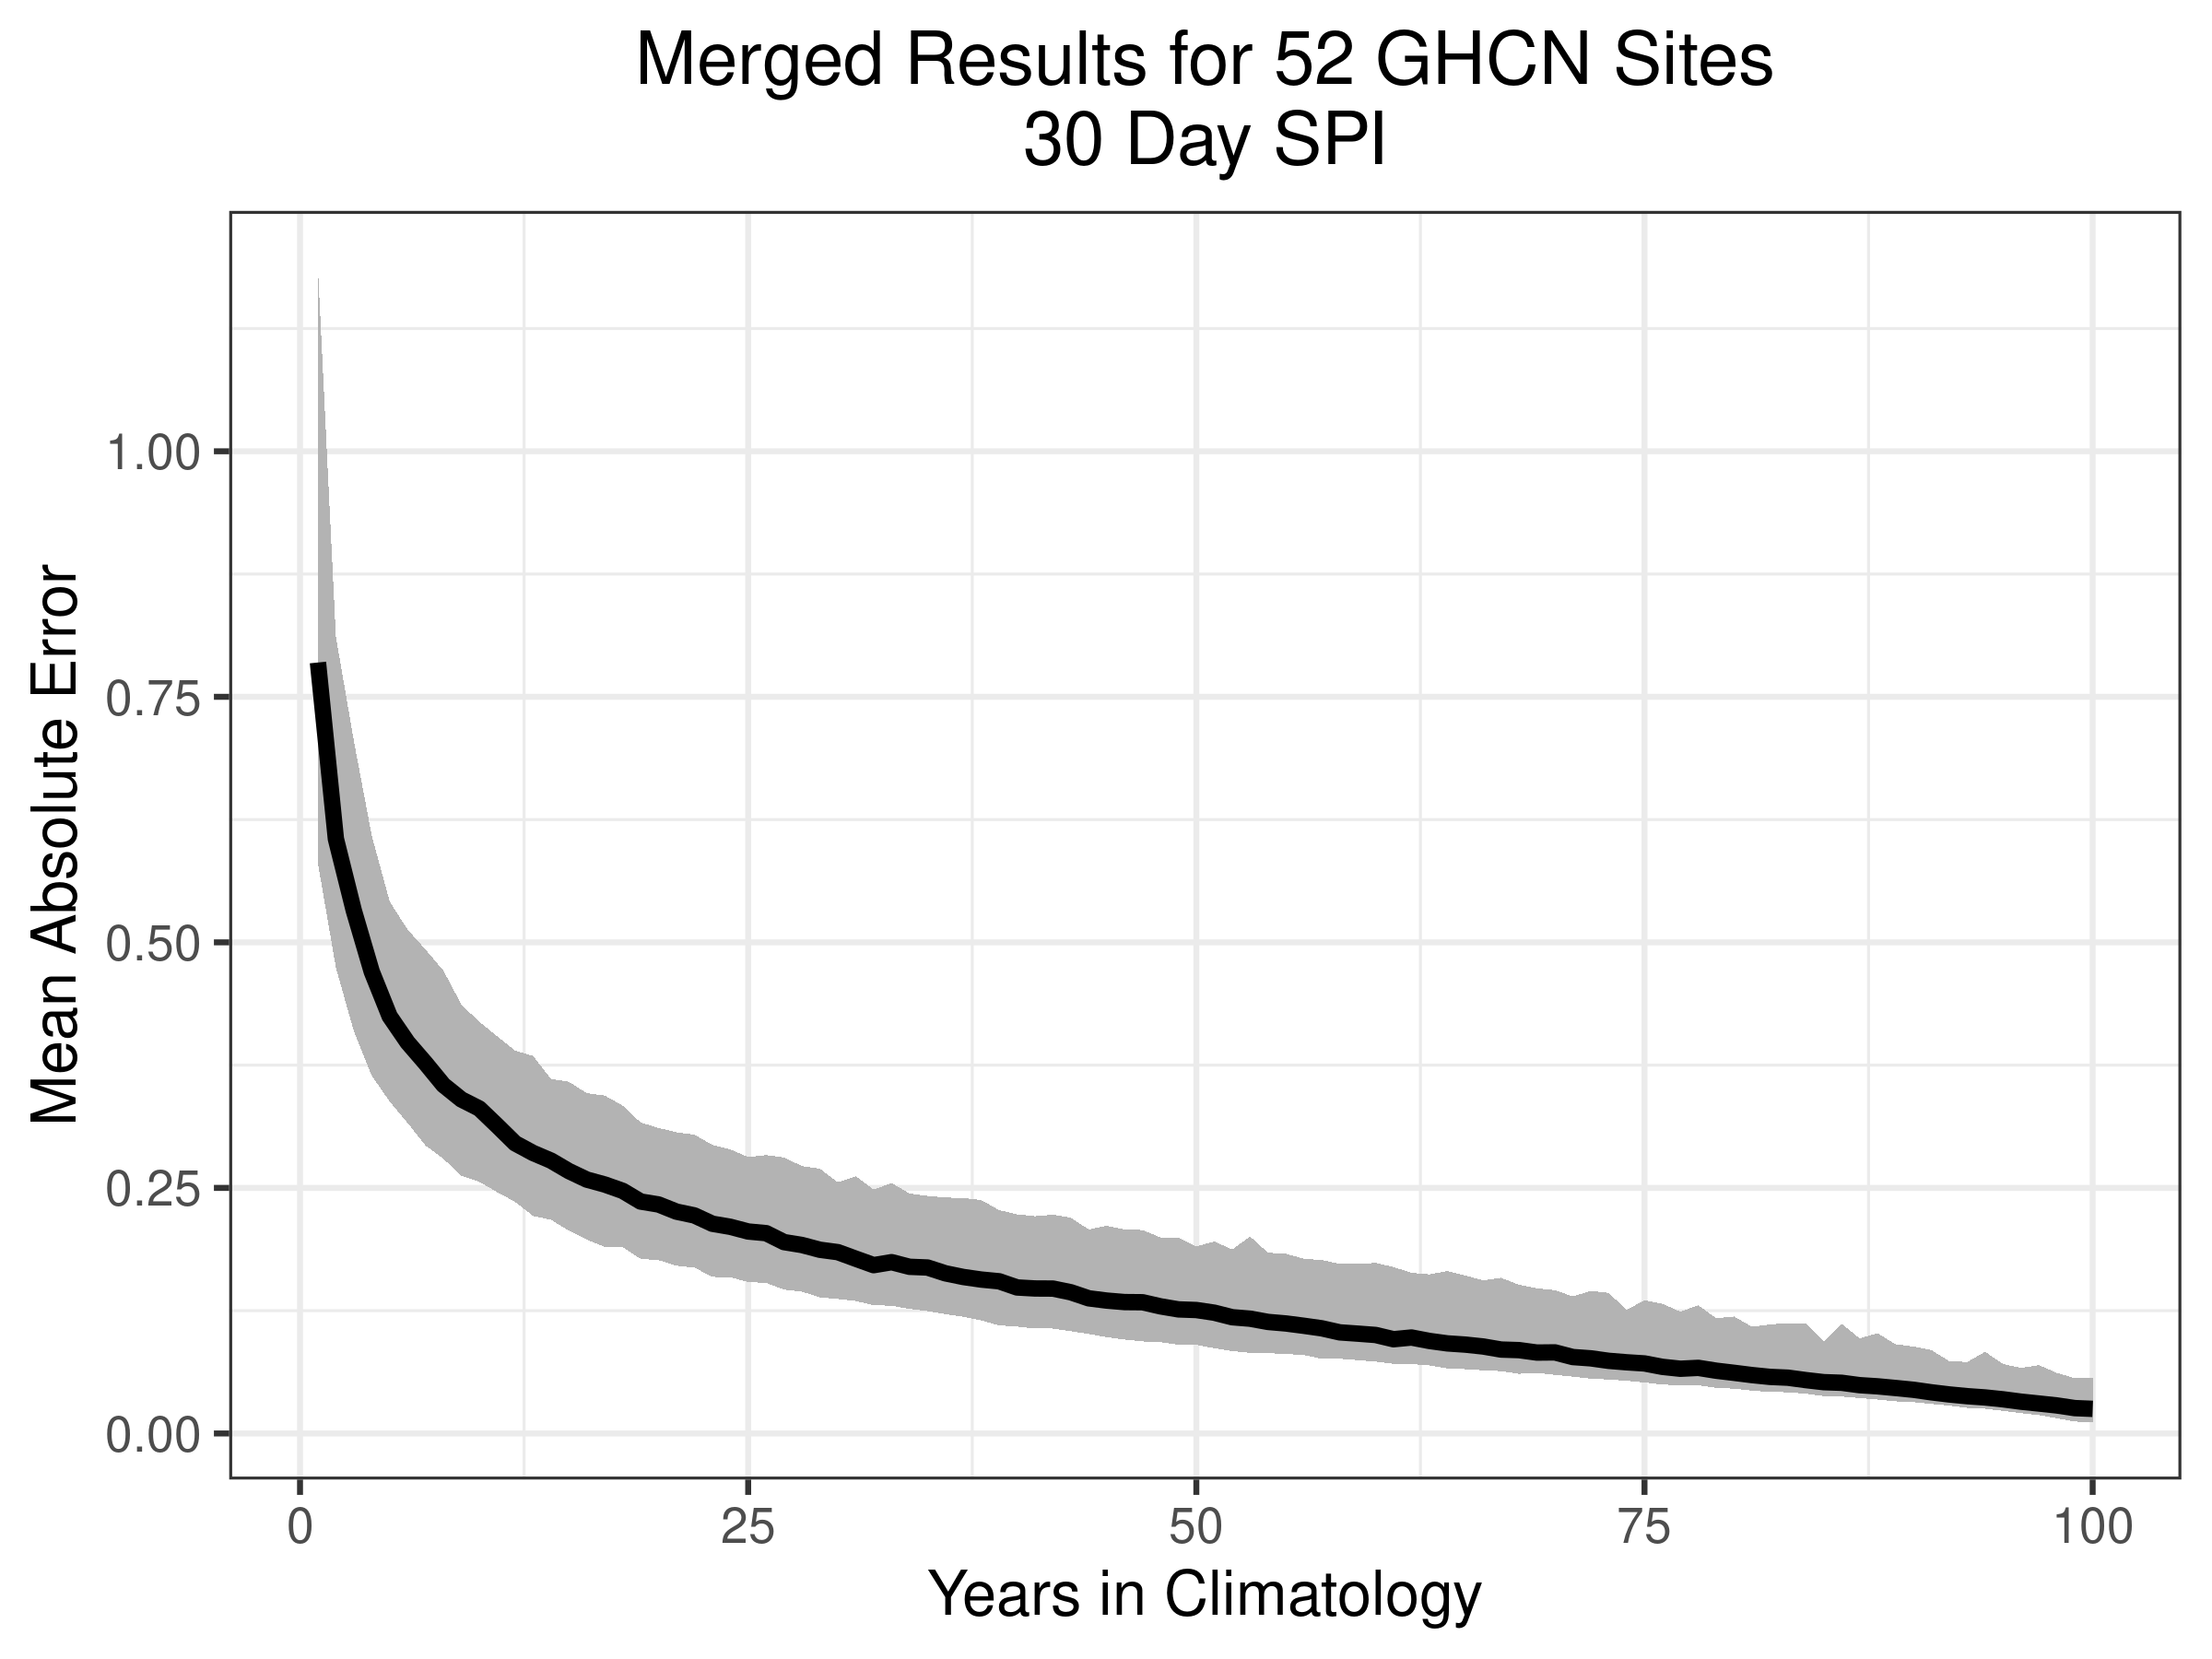 Merged Results for 52 GHCN Sites
30 Day SPI
Mean Absolute Error
1.00
0.75
0.50
0.25
0.00
0 25 50 75 100
Years in Climatology